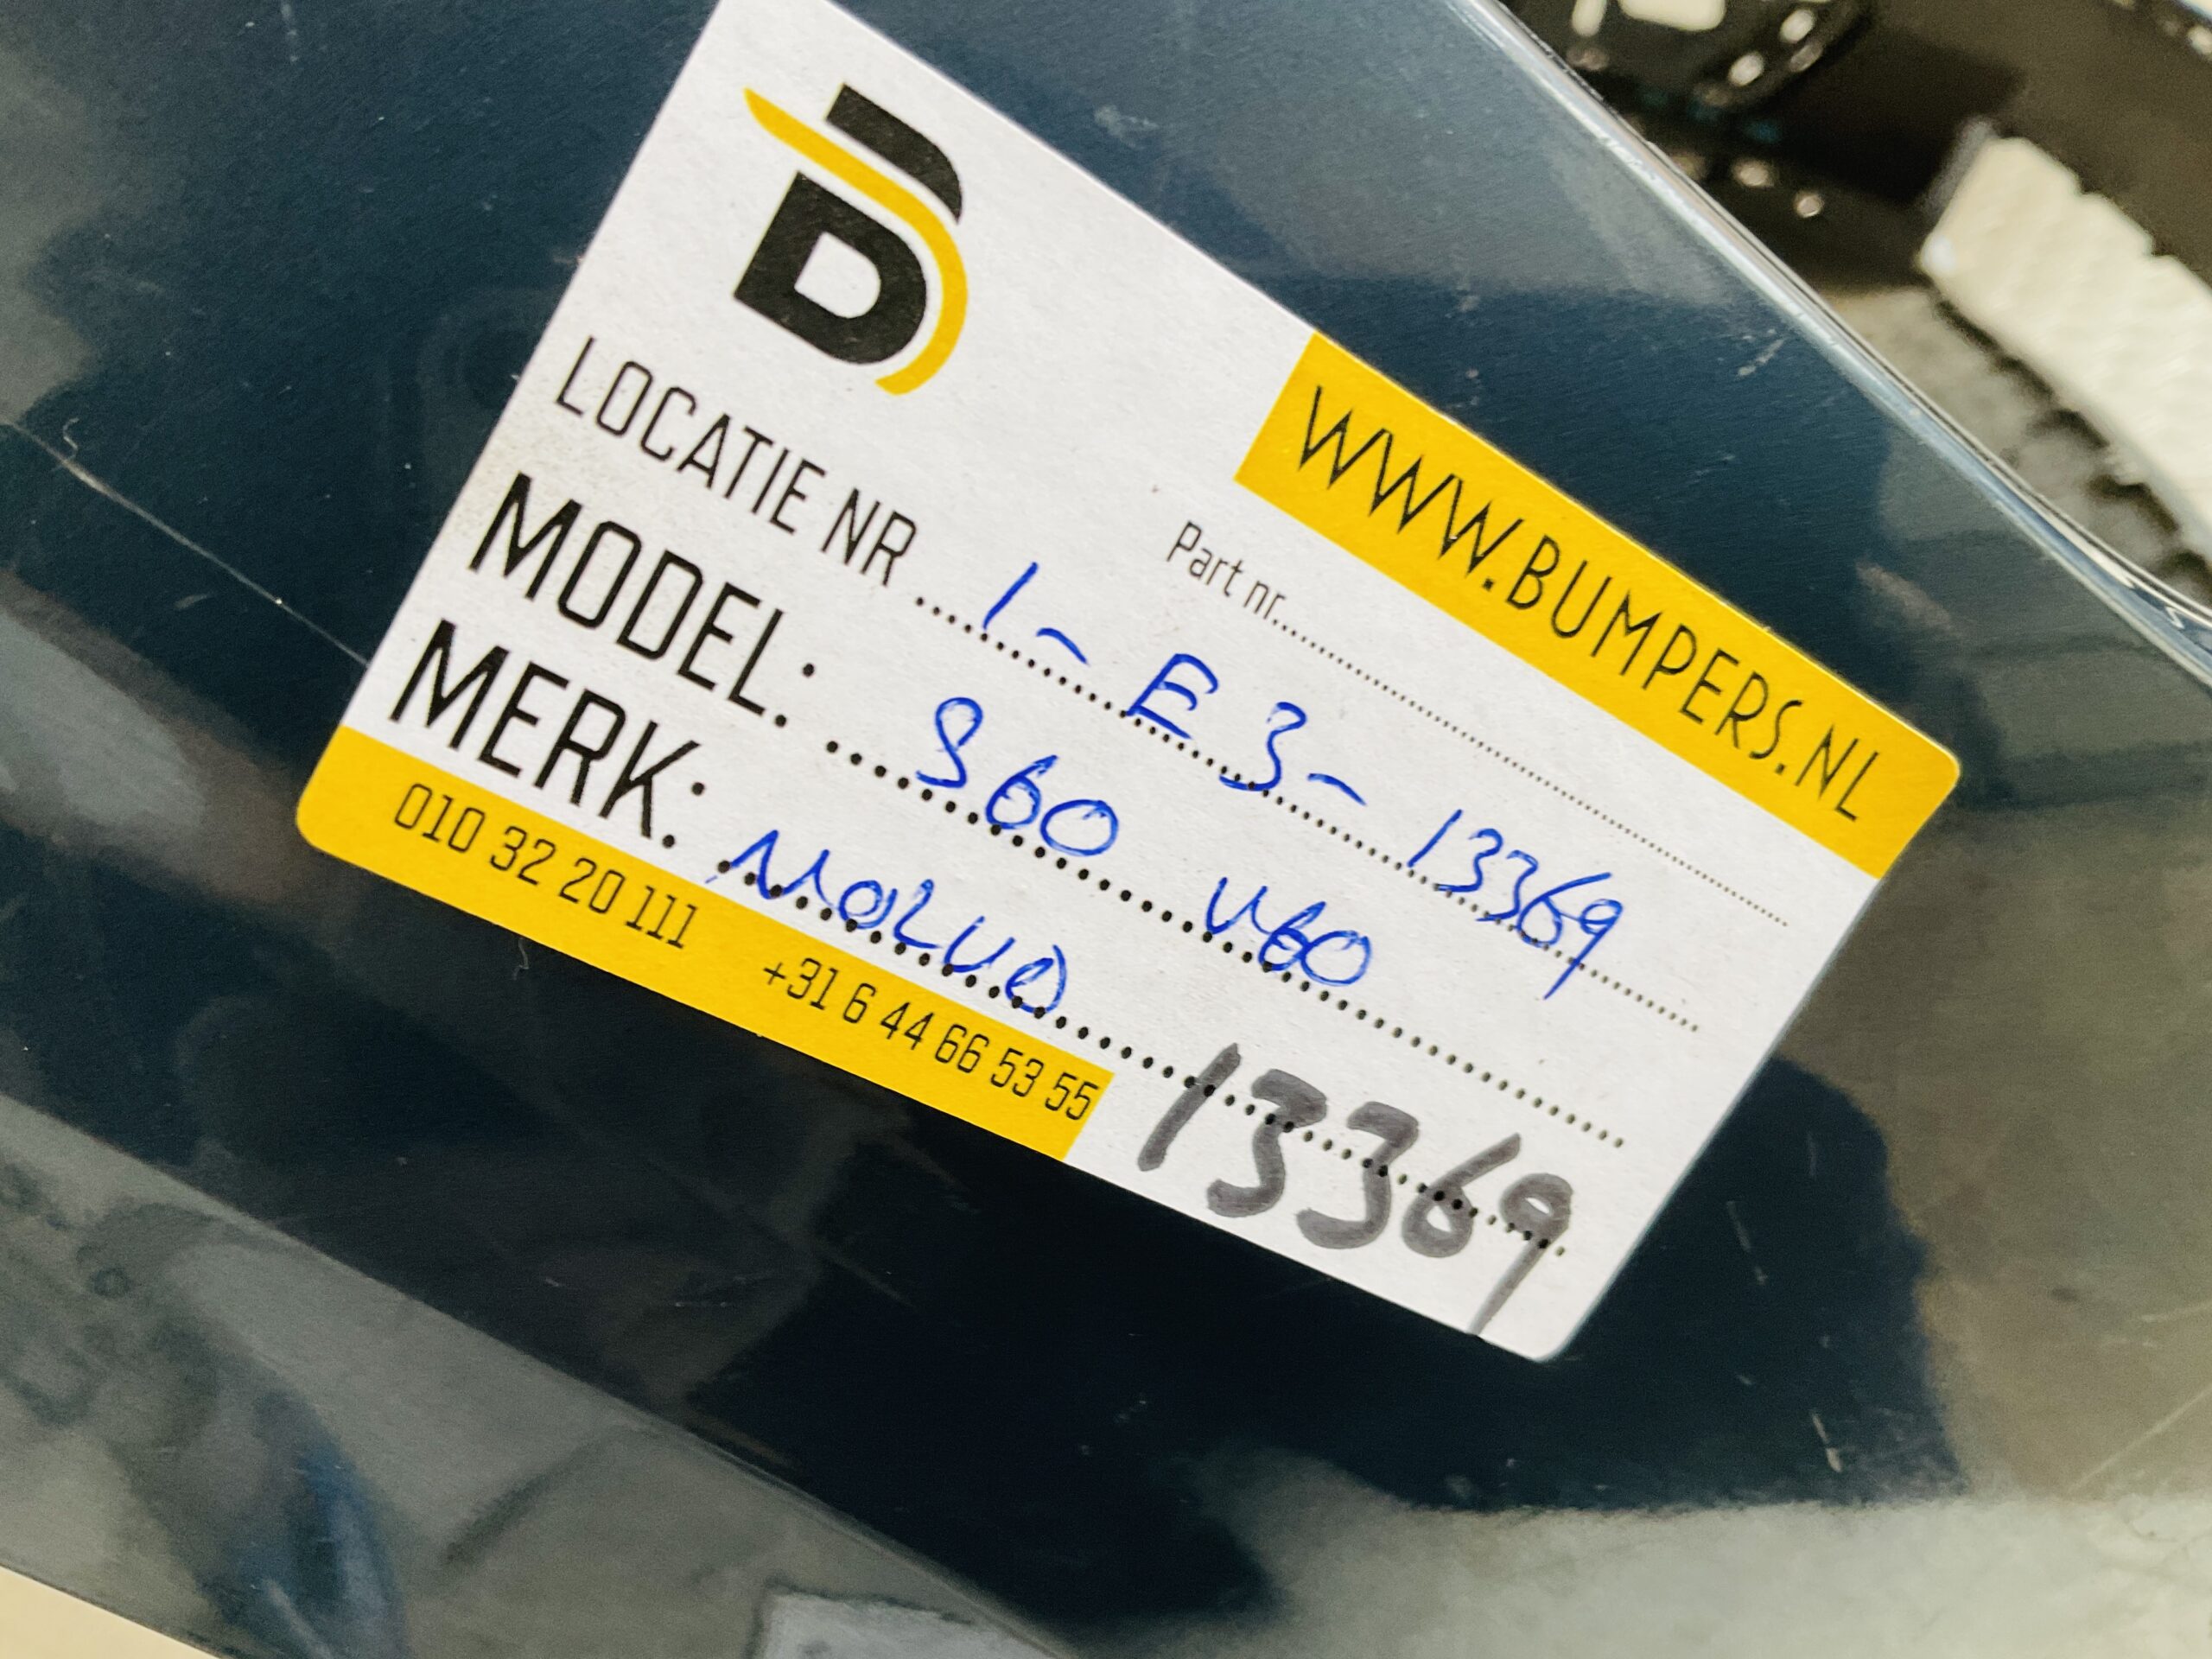 B
WWW.BUMPERS.NL
Part nr.
LOCATIE NR 1 - E3 - 13369
MODEL: S60 V60
MERK: VOLVO
13369
010 32 20 111 +31 6 44 66 53 55